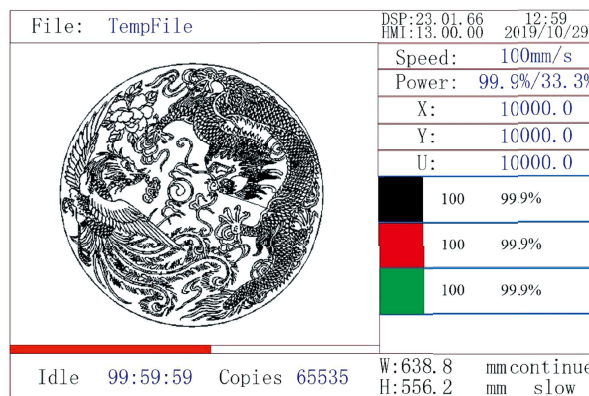 File: TempFile
DSP:23.01.66 12:59
HMI:13.00.00 2019/10/29
Speed: 100mm/s
Power: 99.9%/33.3%
X: 10000.0
Y: 10000.0
U: 10000.0
100 99.9%
100 99.9%
100 99.9%
Idle 99:59:59 Copies 65535
W:638.8 mm continue
H:556.2 mm slow